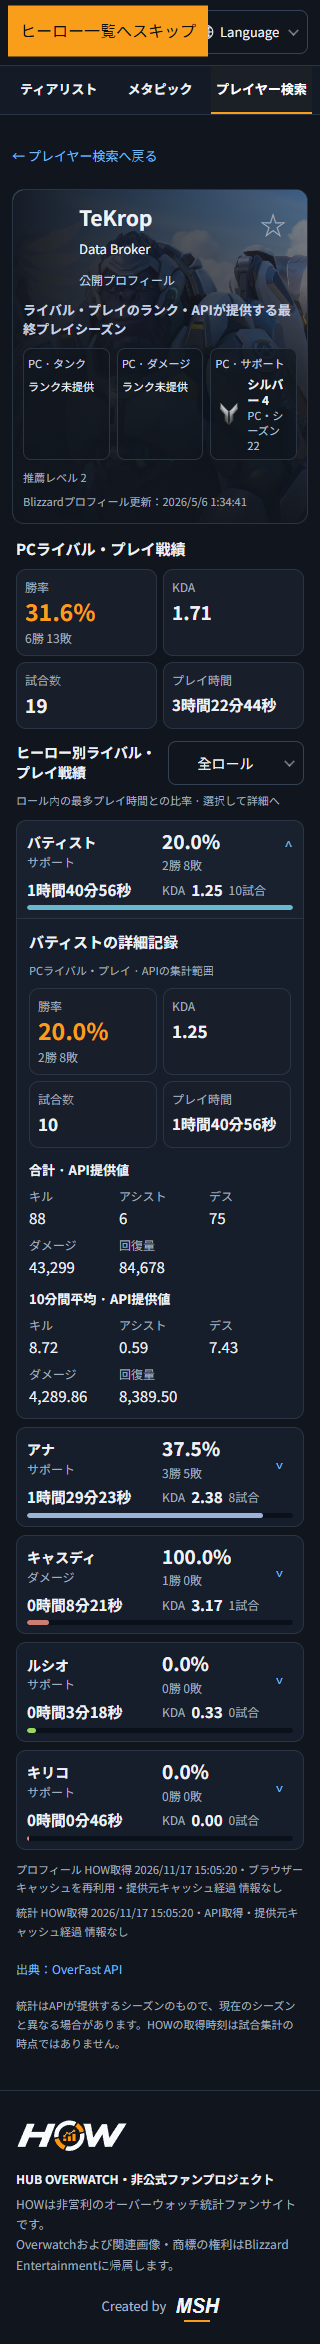 ヒーロー一覧へスキップ
Language
ティアリスト
メタピック
プレイヤー検索
← プレイヤー検索へ戻る
TeKrop
Data Broker
公開プロフィール
ライバル・プレイのランク・APIが提供する最
終プレイシーズン
PC · タンク
ランク未提供
PC · ダメージ
ランク未提供
PC · サポート
シルバ
ー 4
PC · シ
ーズン
22
推薦レベル 2
Blizzardプロフィール更新：2026/5/6 1:34:41
PCライバル・プレイ戦績
勝率
31.6%
6勝 13敗
KDA
1.71
試合数
19
プレイ時間
3時間22分44秒
ヒーロー別ライバル・
プレイ戦績
全ロール
ロール内の最多プレイ時間との比率 · 選択して詳細へ
バティスト
サポート
20.0%
2勝 8敗
1時間40分56秒
KDA 1.25 10試合
バティストの詳細記録
PCライバル・プレイ · APIの集計範囲
勝率
20.0%
2勝 8敗
KDA
1.25
試合数
10
プレイ時間
1時間40分56秒
合計 · API提供値
キル
アシスト
デス
88
6
75
ダメージ
回復量
43,299
84,678
10分間平均 · API提供値
キル
アシスト
デス
8.72
0.59
7.43
ダメージ
回復量
4,289.86
8,389.50
アナ
サポート
37.5%
3勝 5敗
1時間29分23秒
KDA 2.38 8試合
キャスディ
ダメージ
100.0%
1勝 0敗
0時間8分21秒
KDA 3.17 1試合
ルシオ
サポート
0.0%
0勝 0敗
0時間3分18秒
KDA 0.33 0試合
キリコ
サポート
0.0%
0勝 0敗
0時間0分46秒
KDA 0.00 0試合
プロフィール HOW取得 2026/11/17 15:05:20・ブラウザー
キャッシュを再利用・提供元キャッシュ経過 情報なし
統計 HOW取得 2026/11/17 15:05:20・API取得・提供元キ
ャッシュ経過 情報なし
出典：OverFast API
統計はAPIが提供するシーズンのもので、現在のシーズン
と異なる場合があります。HOWの取得時刻は試合集計の
時点ではありません。
HOW
HUB OVERWATCH・非公式ファンプロジェクト
HOWは非営利のオーバーウォッチ統計ファンサイト
です。
Overwatchおよび関連画像・商標の権利はBlizzard
Entertainmentに帰属します。
Created by MSH